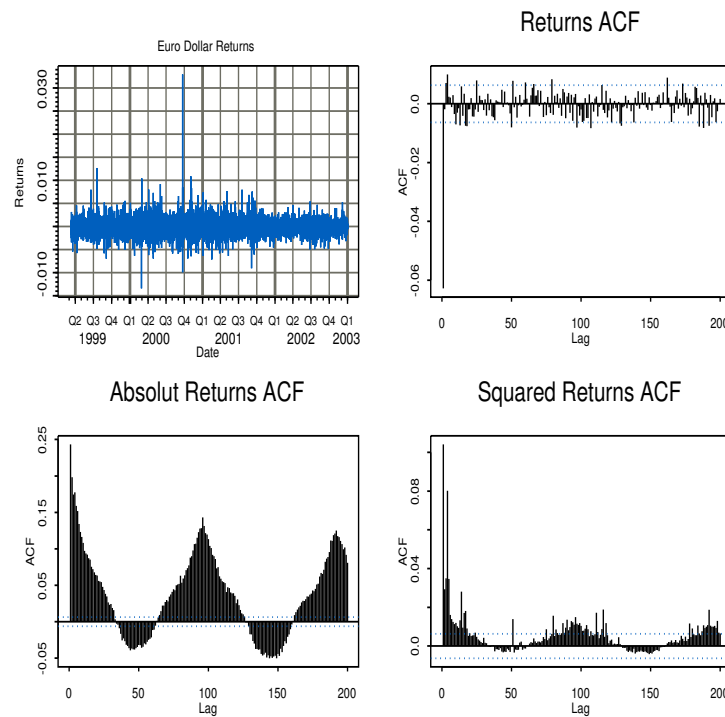 Euro Dollar Returns
Returns
0.030
0.010
-0.010
Q2 Q3 Q4 Q1 Q2 Q3 Q4 Q1 Q2 Q3 Q4 Q1 Q2 Q3 Q4 Q1
1999 2000 2001 2002 2003
Date
Returns ACF
ACF
0.0
-0.02
-0.04
-0.06
0 50 100 150 200
Lag
Absolut Returns ACF
ACF
0.25
0.15
0.05
-0.05
0 50 100 150 200
Lag
Squared Returns ACF
ACF
0.08
0.04
0.0
0 50 100 150 200
Lag